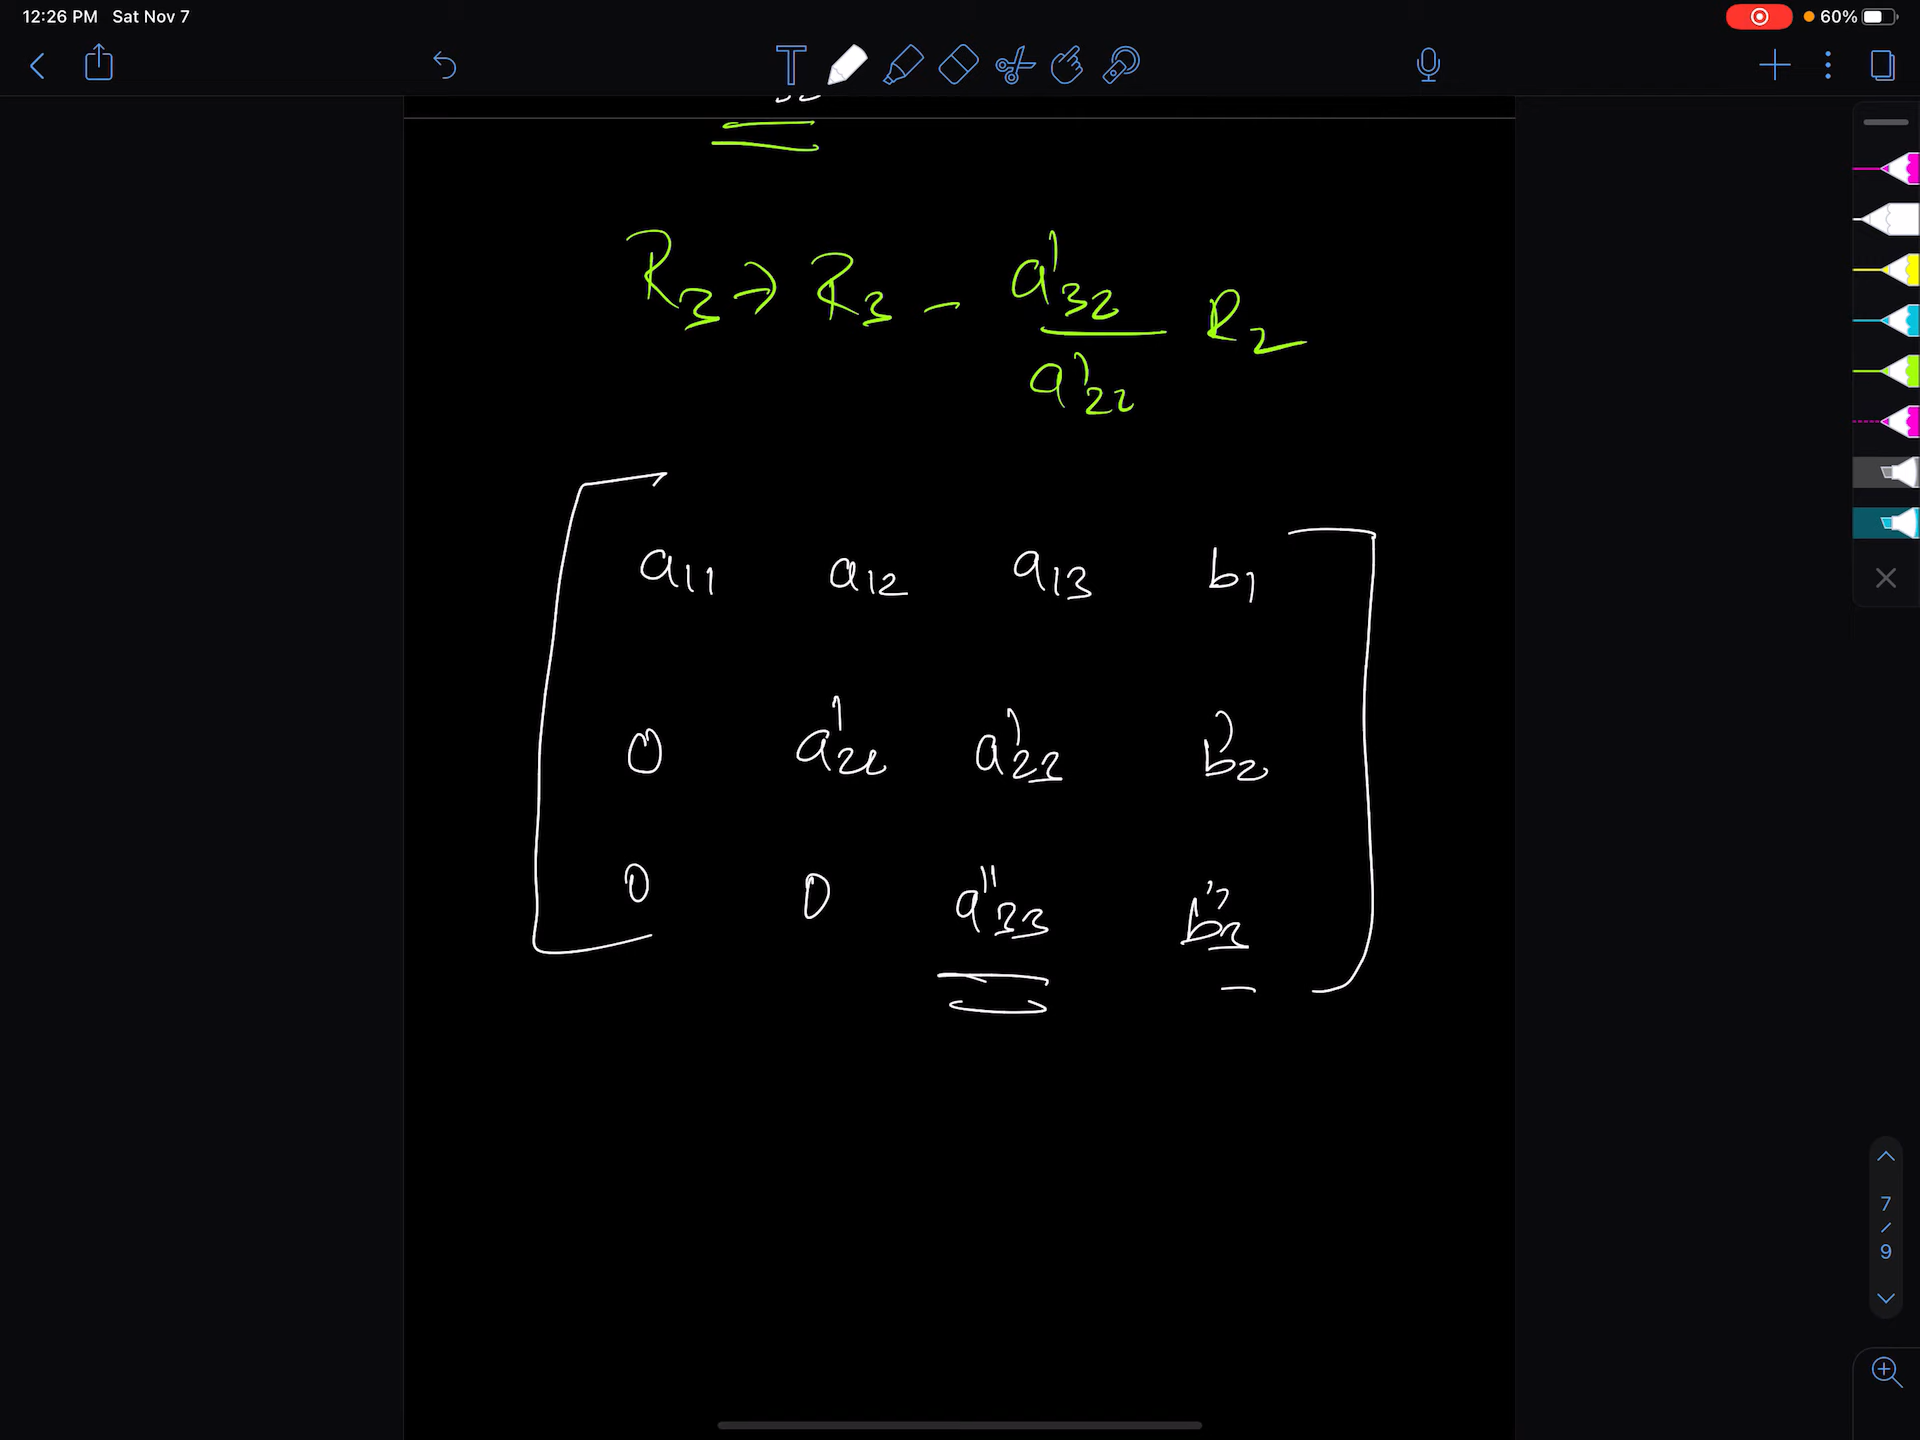 12:26 PM Sat Nov 7
60%
T
R3 → R3 - a'32 / a'22 R2
a11 a12 a13 b1
0 a'22 a'23 b'2
0 0 a''33 b''3
7
/
9